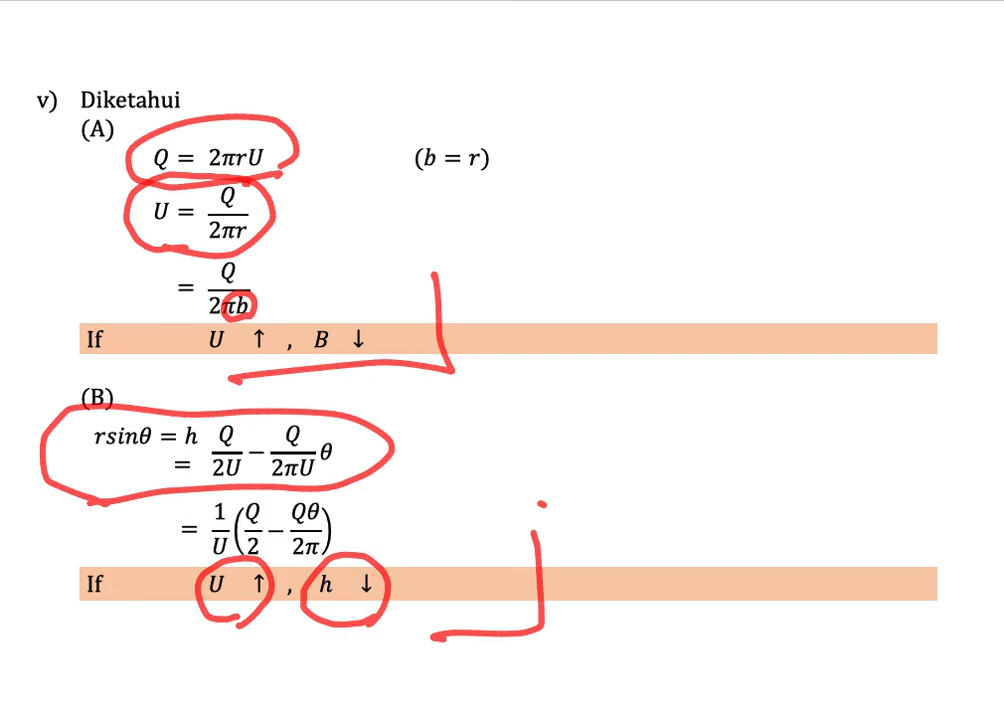 v) Diketahui
(A)
Q = 2πrU (b = r)
U = Q/2πr
= Q/2πb
If U ↑ , B ↓
(B)
rsinθ = h
= Q/2U − Q/2πU θ
= 1/U (Q/2 − Qθ/2π)
If U ↑ , h ↓